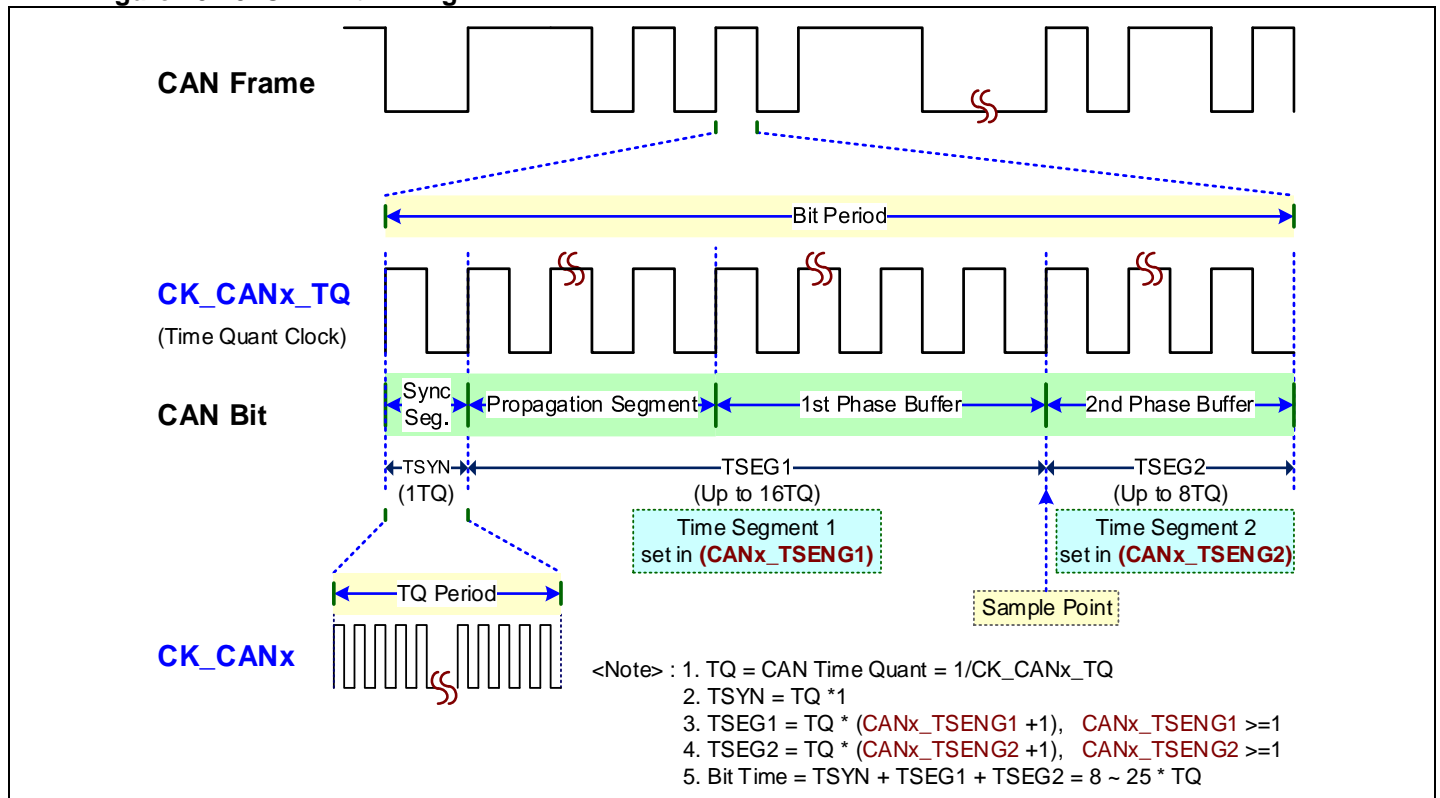 CAN Frame
Bit Period
CK_CANx_TQ
(Time Quant Clock)
CAN Bit
Sync
Seg.
Propagation Segment
1st Phase Buffer
2nd Phase Buffer
TSYN
(1TQ)
TSEG1
(Up to 16TQ)
TSEG2
(Up to 8TQ)
Time Segment 1
set in (CANx_TSENG1)
Time Segment 2
set in (CANx_TSENG2)
TQ Period
Sample Point
CK_CANx
<Note> : 1. TQ = CAN Time Quant = 1/CK_CANx_TQ
2. TSYN = TQ *1
3. TSEG1 = TQ * (CANx_TSENG1 +1), CANx_TSENG1 >=1
4. TSEG2 = TQ * (CANx_TSENG2 +1), CANx_TSENG2 >=1
5. Bit Time = TSYN + TSEG1 + TSEG2 = 8 ~ 25 * TQ